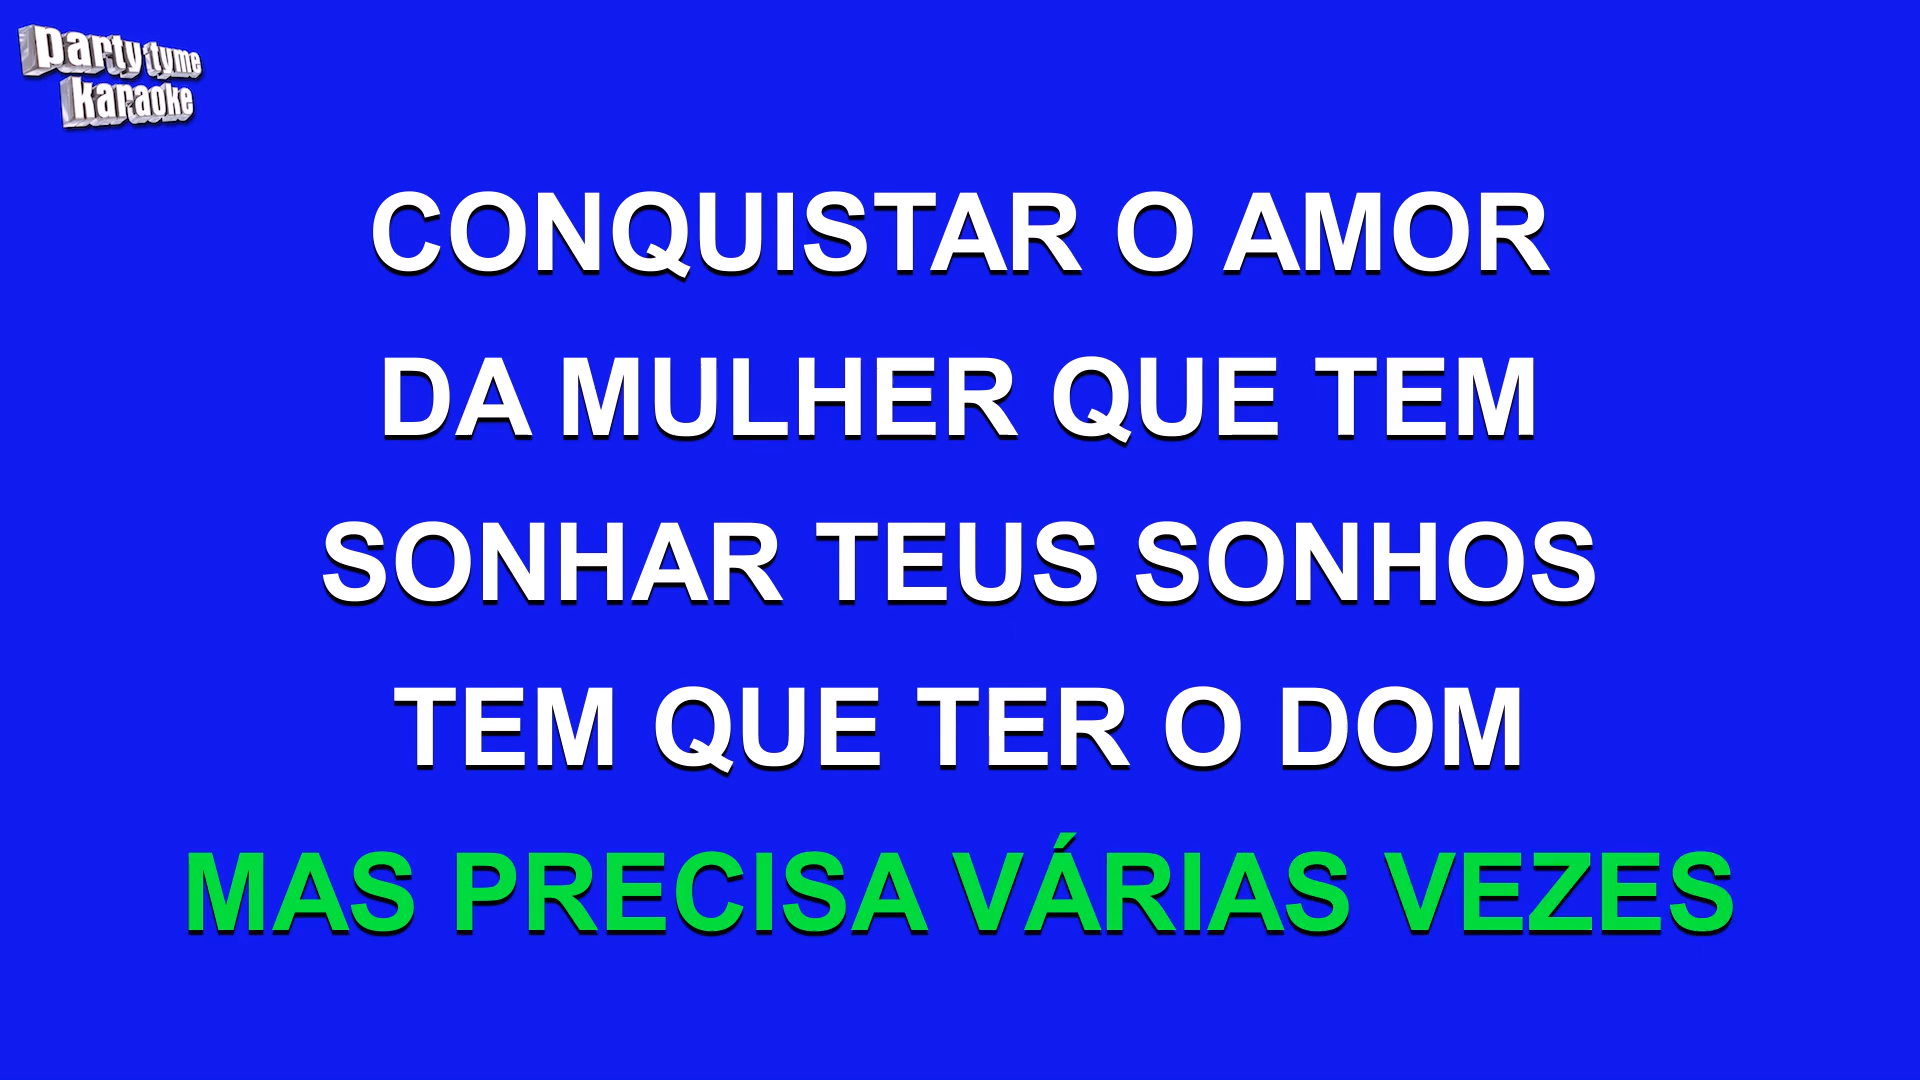 party tyme
karaoke
CONQUISTAR O AMOR
DA MULHER QUE TEM
SONHAR TEUS SONHOS
TEM QUE TER O DOM
MAS PRECISA VÁRIAS VEZES